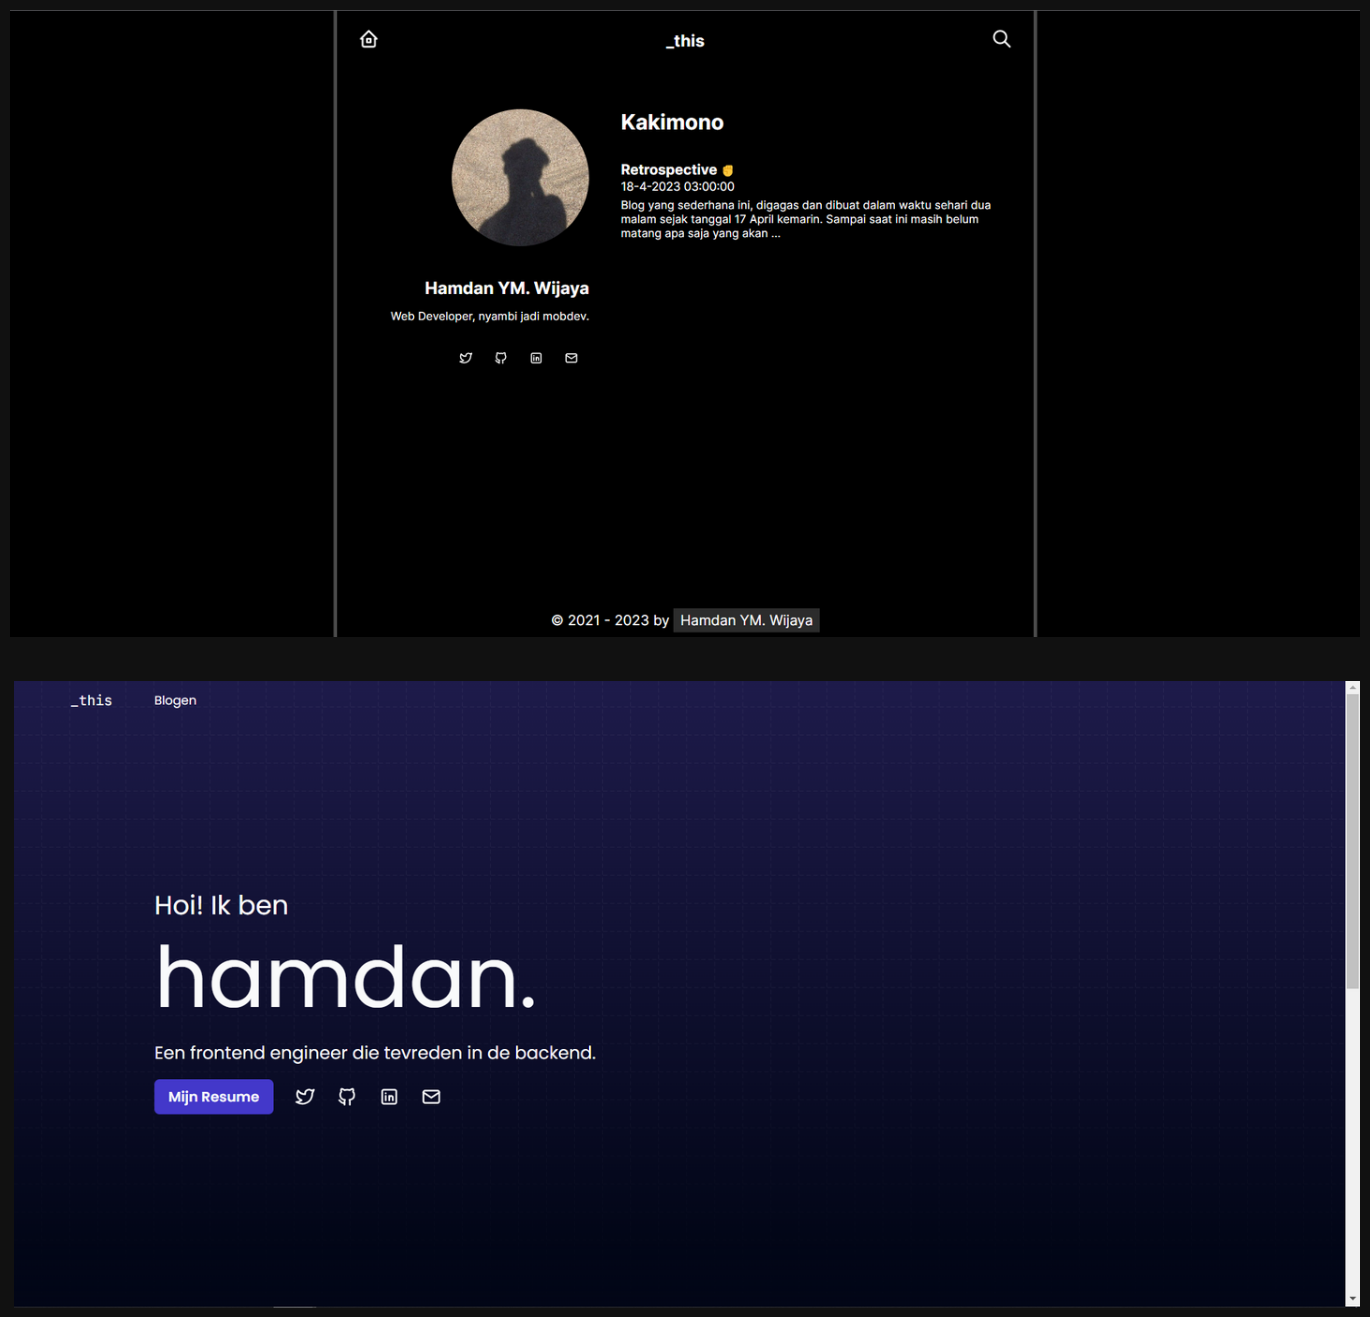 _this
Kakimono
Retrospective ✊
18-4-2023 03:00:00
Blog yang sederhana ini, digagas dan dibuat dalam waktu sehari dua
malam sejak tanggal 17 April kemarin. Sampai saat ini masih belum
matang apa saja yang akan ...
Hamdan YM. Wijaya
Web Developer, nyambi jadi mobdev.
© 2021 - 2023 by Hamdan YM. Wijaya
_this Blogen
Hoi! Ik ben
hamdan.
Een frontend engineer die tevreden in de backend.
Mijn Resume